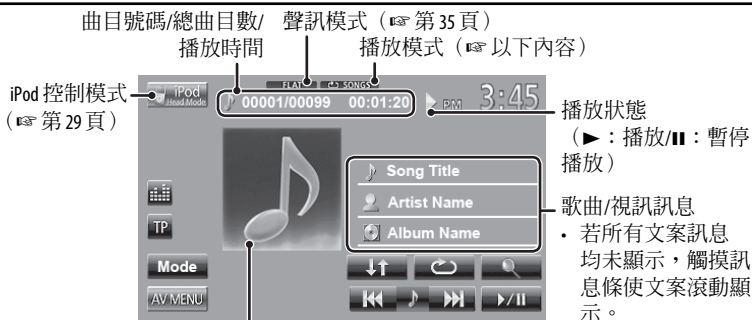 曲目號碼/總曲目數/
播放時間
聲訊模式（☞第35頁）
播放模式（☞以下內容）
iPod 控制模式
（☞第29頁）
iPod
Head Mode
FLAT
SONGS
00001/00099 00:01:20
PM 3:45
播放狀態
（►：播放/❚❚：暫停
播放）
Song Title
Artist Name
Album Name
歌曲/視訊訊息
• 若所有文案訊息
均未顯示，觸摸訊
息條使文案滾動顯
示。
TP
Mode
AV MENU